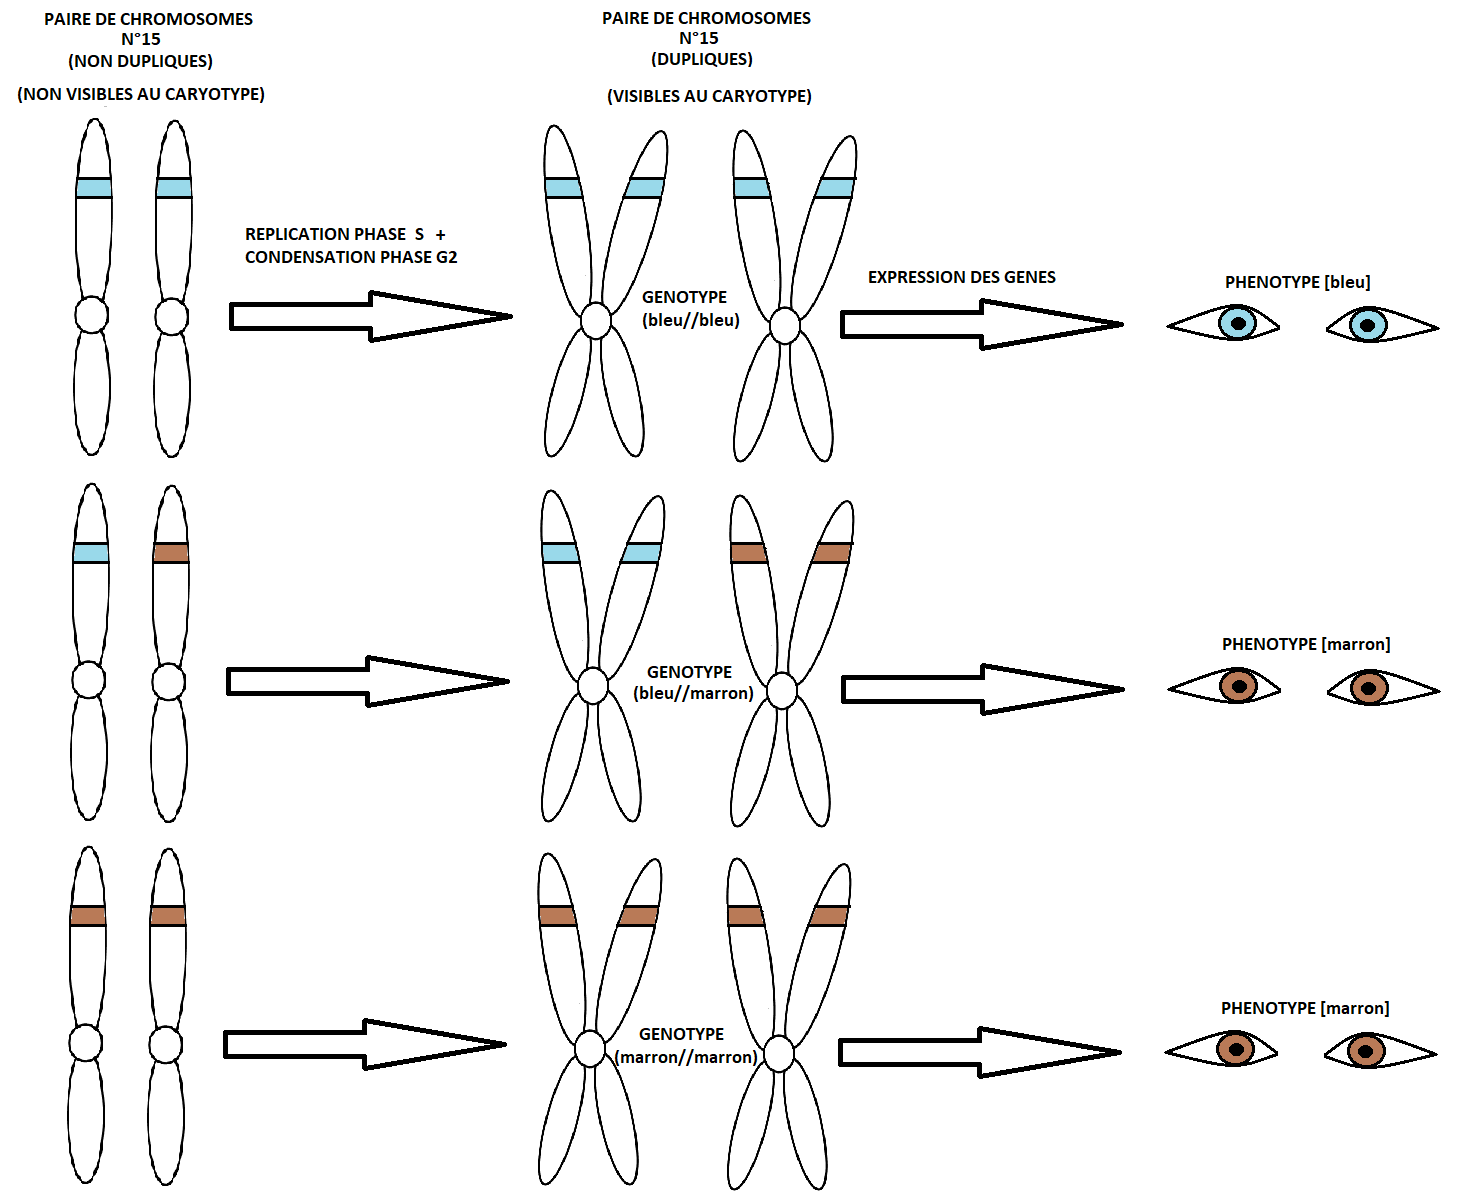 PAIRE DE CHROMOSOMES
N°15
(NON DUPLIQUES)
(NON VISIBLES AU CARYOTYPE)
PAIRE DE CHROMOSOMES
N°15
(DUPLIQUES)
(VISIBLES AU CARYOTYPE)
REPLICATION PHASE S +
CONDENSATION PHASE G2
GENOTYPE
(bleu//bleu)
EXPRESSION DES GENES
PHENOTYPE [bleu]
GENOTYPE
(bleu//marron)
PHENOTYPE [marron]
GENOTYPE
(marron//marron)
PHENOTYPE [marron]